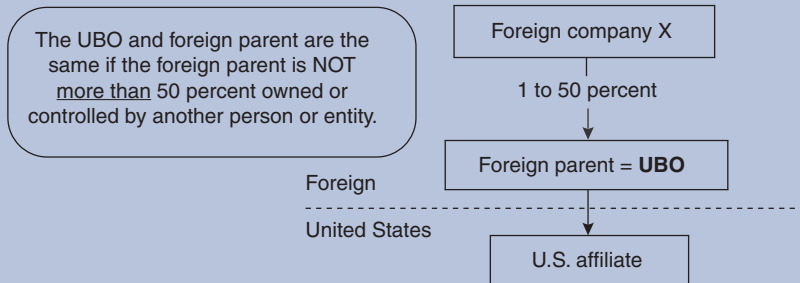 The UBO and foreign parent are the
same if the foreign parent is NOT
more than 50 percent owned or
controlled by another person or entity.
Foreign company X
1 to 50 percent
Foreign parent = UBO
Foreign
United States
U.S. affiliate